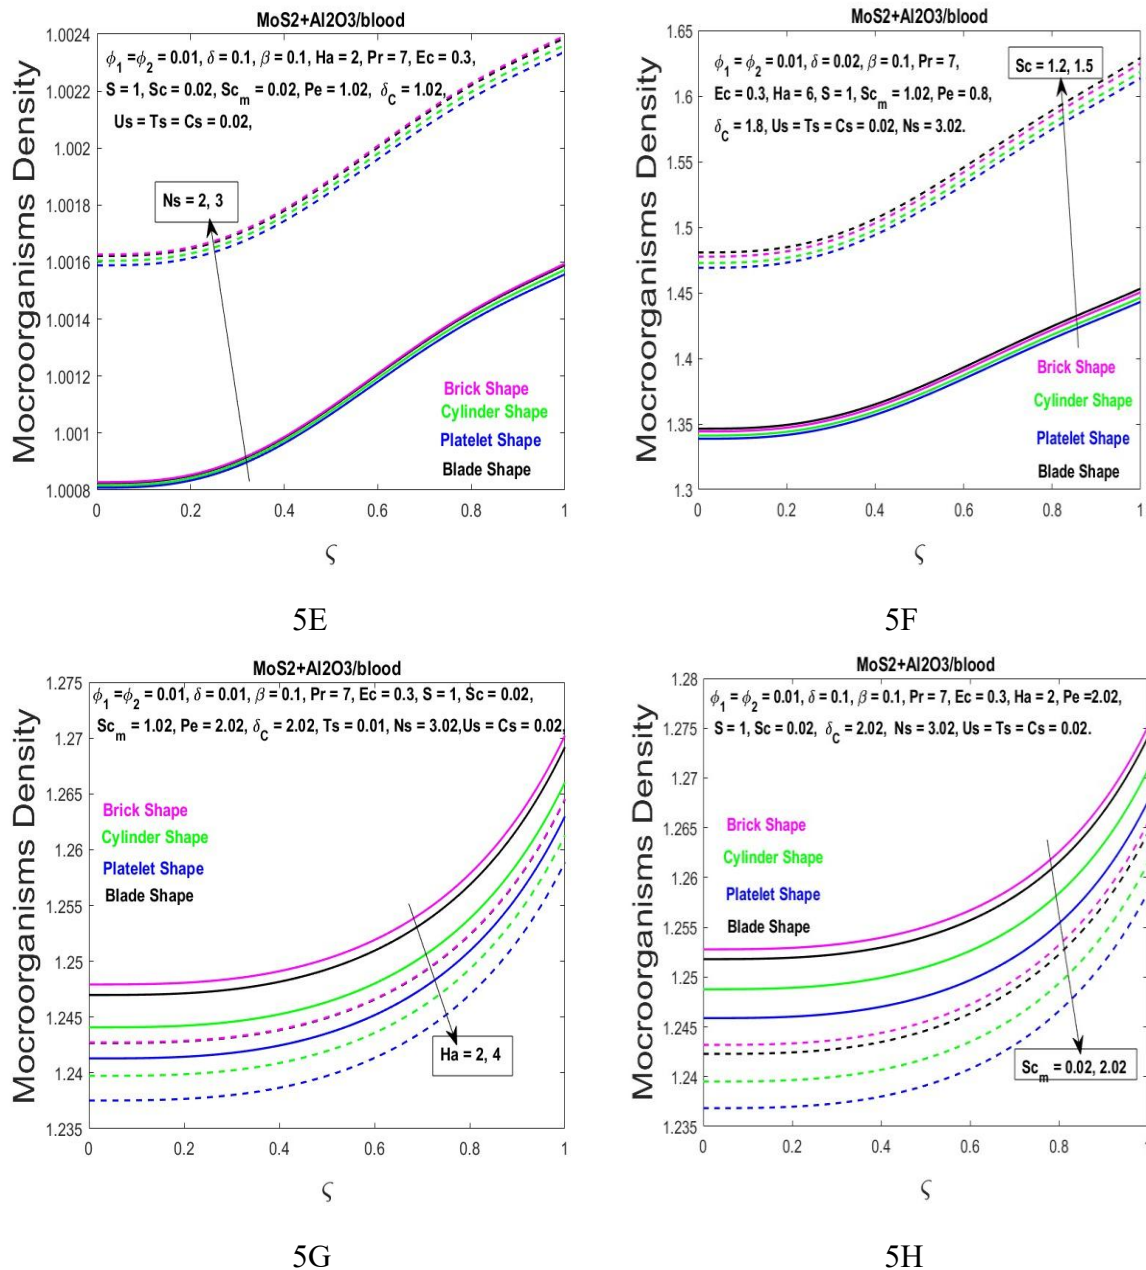 MoS2+Al2O3/blood
Mocroorganisms Density
1.0024
1.0022
1.002
1.0018
1.0016
1.0014
1.0012
1.001
1.0008
ϕ₁ =ϕ₂ = 0.01, δ = 0.1, β = 0.1, Ha = 2, Pr = 7, Ec = 0.3,
S = 1, Sc = 0.02, Scₘ = 0.02, Pe = 1.02, δ_C = 1.02,
Us = Ts = Cs = 0.02,
Ns = 2, 3
Brick Shape
Cylinder Shape
Platelet Shape
Blade Shape
0 0.2 0.4 0.6 0.8 1
ς
5E
MoS2+Al2O3/blood
Mocroorganisms Density
1.65
1.6
1.55
1.5
1.45
1.4
1.35
1.3
ϕ₁ = ϕ₂ = 0.01, δ = 0.02, β = 0.1, Pr = 7,
Ec = 0.3, Ha = 6, S = 1, Scₘ = 1.02, Pe = 0.8,
δ_C = 1.8, Us = Ts = Cs = 0.02, Ns = 3.02.
Sc = 1.2, 1.5
Brick Shape
Cylinder Shape
Platelet Shape
Blade Shape
0 0.2 0.4 0.6 0.8 1
ς
5F
MoS2+Al2O3/blood
Mocroorganisms Density
1.275
1.27
1.265
1.26
1.255
1.25
1.245
1.24
1.235
ϕ₁ =ϕ₂ = 0.01, δ = 0.01, β = 0.1, Pr = 7, Ec = 0.3, S = 1, Sc = 0.02,
Scₘ = 1.02, Pe = 2.02, δ_C = 2.02, Ts = 0.01, Ns = 3.02,Us = Cs = 0.02,
Brick Shape
Cylinder Shape
Platelet Shape
Blade Shape
Ha = 2, 4
0 0.2 0.4 0.6 0.8 1
ς
5G
MoS2+Al2O3/blood
Mocroorganisms Density
1.28
1.275
1.27
1.265
1.26
1.255
1.25
1.245
1.24
1.235
ϕ₁ = ϕ₂ = 0.01, δ = 0.1, β = 0.1, Pr = 7, Ec = 0.3, Ha = 2, Pe =2.02,
S = 1, Sc = 0.02, δ_C = 2.02, Ns = 3.02, Us = Ts = Cs = 0.02.
Brick Shape
Cylinder Shape
Platelet Shape
Blade Shape
Scₘ = 0.02, 2.02
0 0.2 0.4 0.6 0.8 1
ς
5H